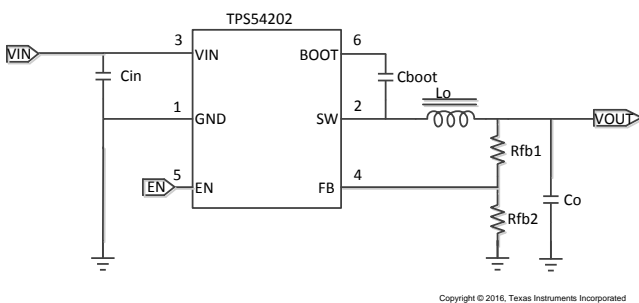 TPS54202
VIN
3
VIN
BOOT
6
Cin
Cboot
Lo
1
GND
SW
2
VOUT
Rfb1
EN
5
EN
FB
4
Rfb2
Co
Copyright © 2016, Texas Instruments Incorporated